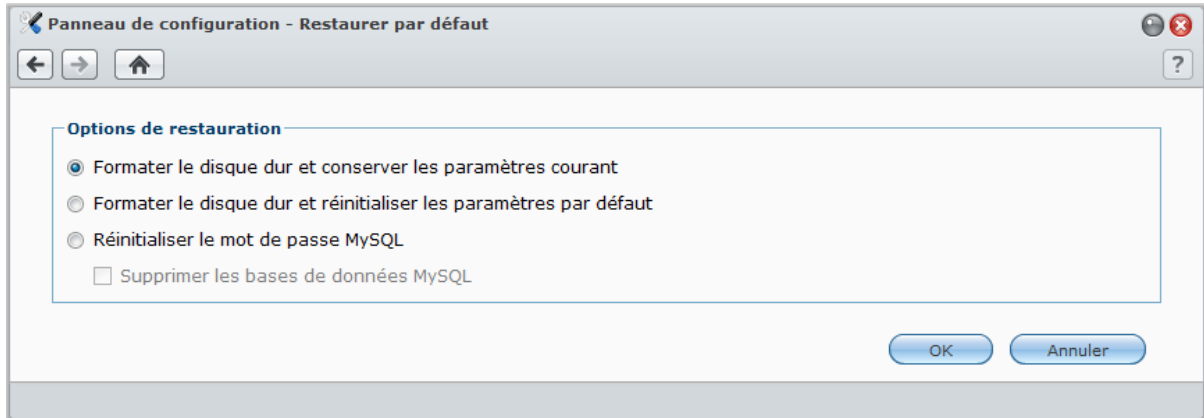 Panneau de configuration - Restaurer par défaut
?
Options de restauration
Formater le disque dur et conserver les paramètres courant
Formater le disque dur et réinitialiser les paramètres par défaut
Réinitialiser le mot de passe MySQL
Supprimer les bases de données MySQL
OK Annuler